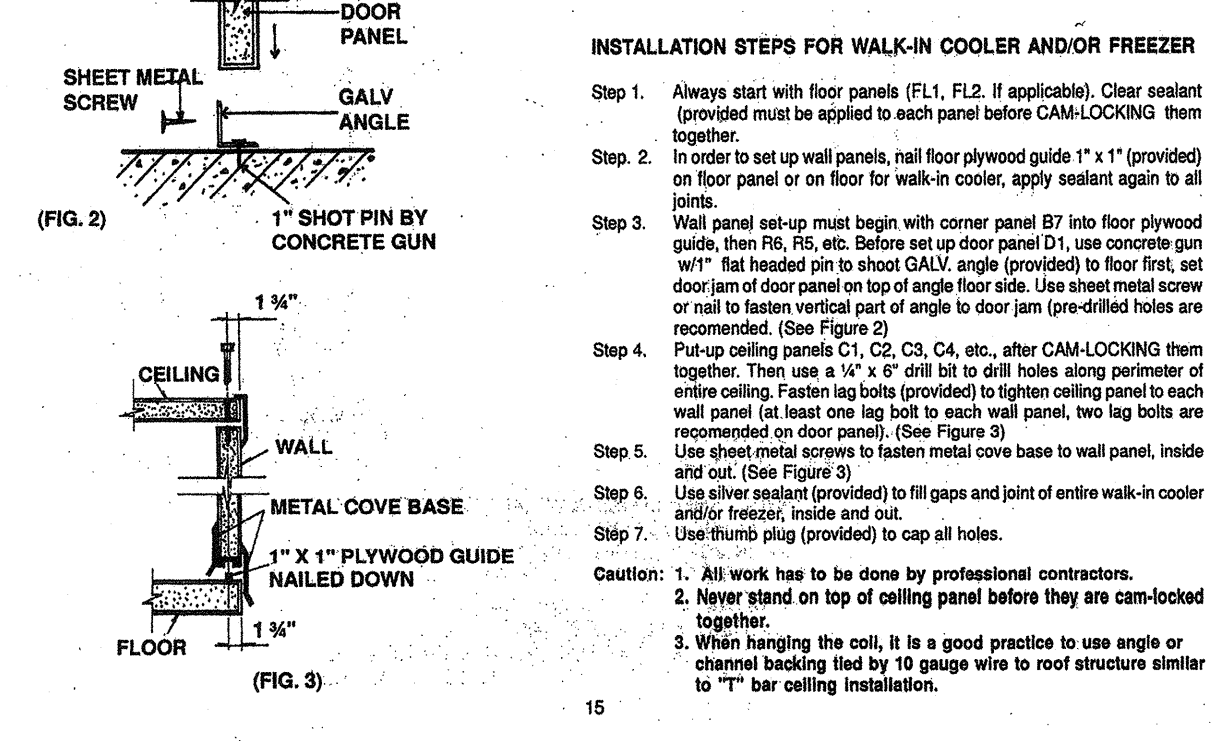 DOOR
PANEL
SHEET METAL
SCREW
GALV
ANGLE
(FIG. 2)
1" SHOT PIN BY
CONCRETE GUN
1 ¾"
CEILING
WALL
METAL COVE BASE
1" X 1" PLYWOOD GUIDE
NAILED DOWN
FLOOR
1 ¾"
(FIG. 3)
INSTALLATION STEPS FOR WALK-IN COOLER AND/OR FREEZER
Step 1. Always start with floor panels (FL1, FL2. If applicable). Clear sealant
(provided must be applied to each panel before CAM-LOCKING them
together.
Step. 2. In order to set up wall panels, nail floor plywood guide 1" x 1" (provided)
on floor panel or on floor for walk-in cooler, apply sealant again to all
joints.
Step 3. Wall panel set-up must begin with corner panel B7 into floor plywood
guide, then R6, R5, etc. Before set up door panel D1, use concrete gun
w/1" flat headed pin to shoot GALV. angle (provided) to floor first, set
door jam of door panel on top of angle floor side. Use sheet metal screw
or nail to fasten vertical part of angle to door jam (pre-drilled holes are
recomended. (See Figure 2)
Step 4. Put-up ceiling panels C1, C2, C3, C4, etc., after CAM-LOCKING them
together. Then use a ¼" x 6" drill bit to drill holes along perimeter of
entire ceiling. Fasten lag bolts (provided) to tighten ceiling panel to each
wall panel (at least one lag bolt to each wall panel, two lag bolts are
recomended on door panel). (See Figure 3)
Step 5. Use sheet metal screws to fasten metal cove base to wall panel, inside
and out. (See Figure 3)
Step 6. Use silver sealant (provided) to fill gaps and joint of entire walk-in cooler
and/or freezer, inside and out.
Step 7. Use thumb plug (provided) to cap all holes.
Caution: 1. All work has to be done by professional contractors.
2. Never stand on top of ceiling panel before they are cam-locked
together.
3. When hanging the coil, it is a good practice to use angle or
channel backing tied by 10 gauge wire to roof structure similar
to "T" bar ceiling installation.
15